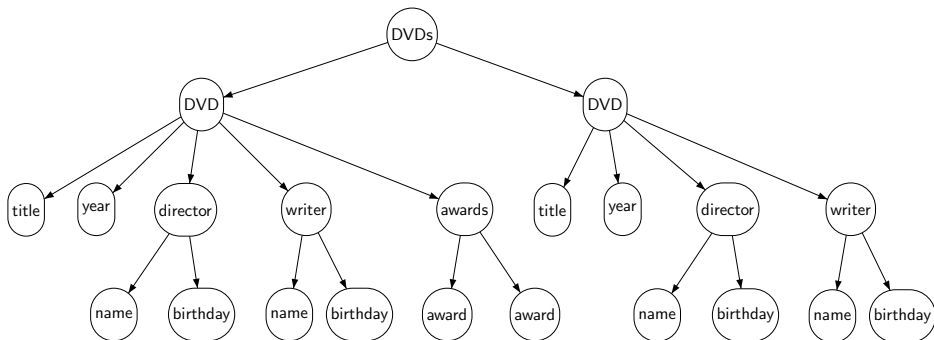 DVDs
DVD DVD
title year director writer awards title year director writer
name birthday name birthday award award name birthday name birthday